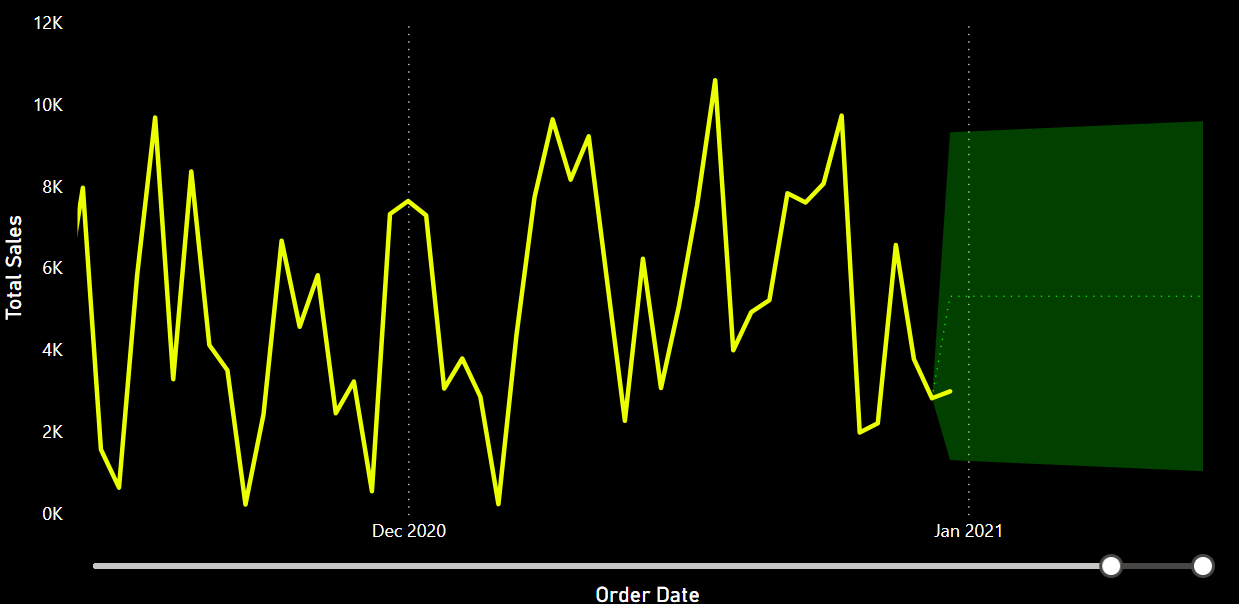 12K
10K
8K
6K
4K
2K
0K
Total Sales
Dec 2020
Jan 2021
Order Date